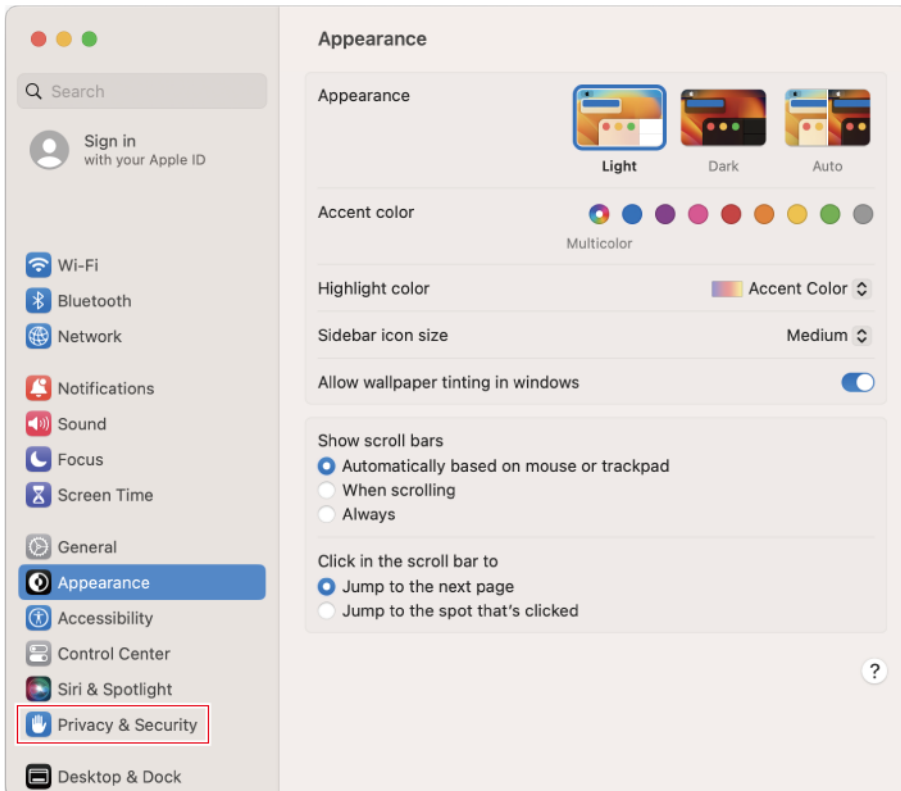 Search
Sign in
with your Apple ID
Wi-Fi
Bluetooth
Network
Notifications
Sound
Focus
Screen Time
General
Appearance
Accessibility
Control Center
Siri & Spotlight
Privacy & Security
Desktop & Dock
Appearance
Appearance
Light
Dark
Auto
Accent color
Multicolor
Highlight color
Accent Color
Sidebar icon size
Medium
Allow wallpaper tinting in windows
Show scroll bars
Automatically based on mouse or trackpad
When scrolling
Always
Click in the scroll bar to
Jump to the next page
Jump to the spot that's clicked
?